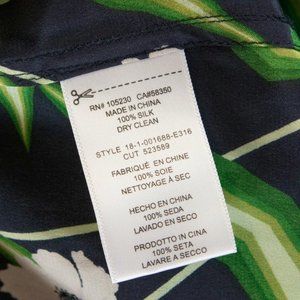 RN# 105230 CA#58350
MADE IN CHINA
100% SILK
DRY CLEAN
STYLE 18-1-001688-E316
CUT 523589
FABRIQUÉ EN CHINE
100% SOIE
NETTOYAGE À SEC
HECHO EN CHINA
100% SEDA
LAVADO EN SECO
PRODOTTO IN CINA
100% SETA
LAVARE A SECCO